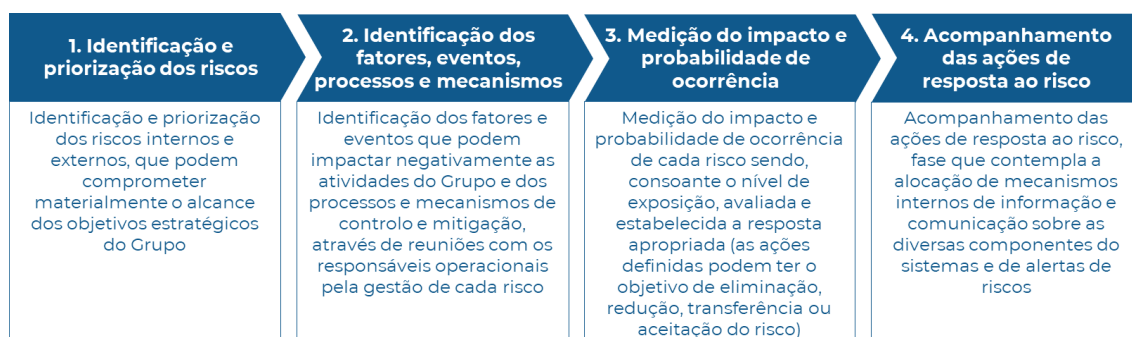 1. Identificação e
priorização dos riscos
Identificação e priorização
dos riscos internos e
externos, que podem
comprometer
materialmente o alcance
dos objetivos estratégicos
do Grupo
2. Identificação dos
fatores, eventos,
processos e mecanismos
Identificação dos fatores e
eventos que podem
impactar negativamente as
atividades do Grupo e dos
processos e mecanismos de
controlo e mitigação,
através de reuniões com os
responsáveis operacionais
pela gestão de cada risco
3. Medição do impacto e
probabilidade de
ocorrência
Medição do impacto e
probabilidade de ocorrência
de cada risco sendo,
consoante o nível de
exposição, avaliada e
estabelecida a resposta
apropriada (as ações
definidas podem ter o
objetivo de eliminação,
redução, transferência ou
aceitação do risco)
4. Acompanhamento
das ações de
resposta ao risco
Acompanhamento das
ações de resposta ao risco,
fase que contempla a
alocação de mecanismos
internos de informação e
comunicação sobre as
diversas componentes do
sistemas e de alertas de
riscos